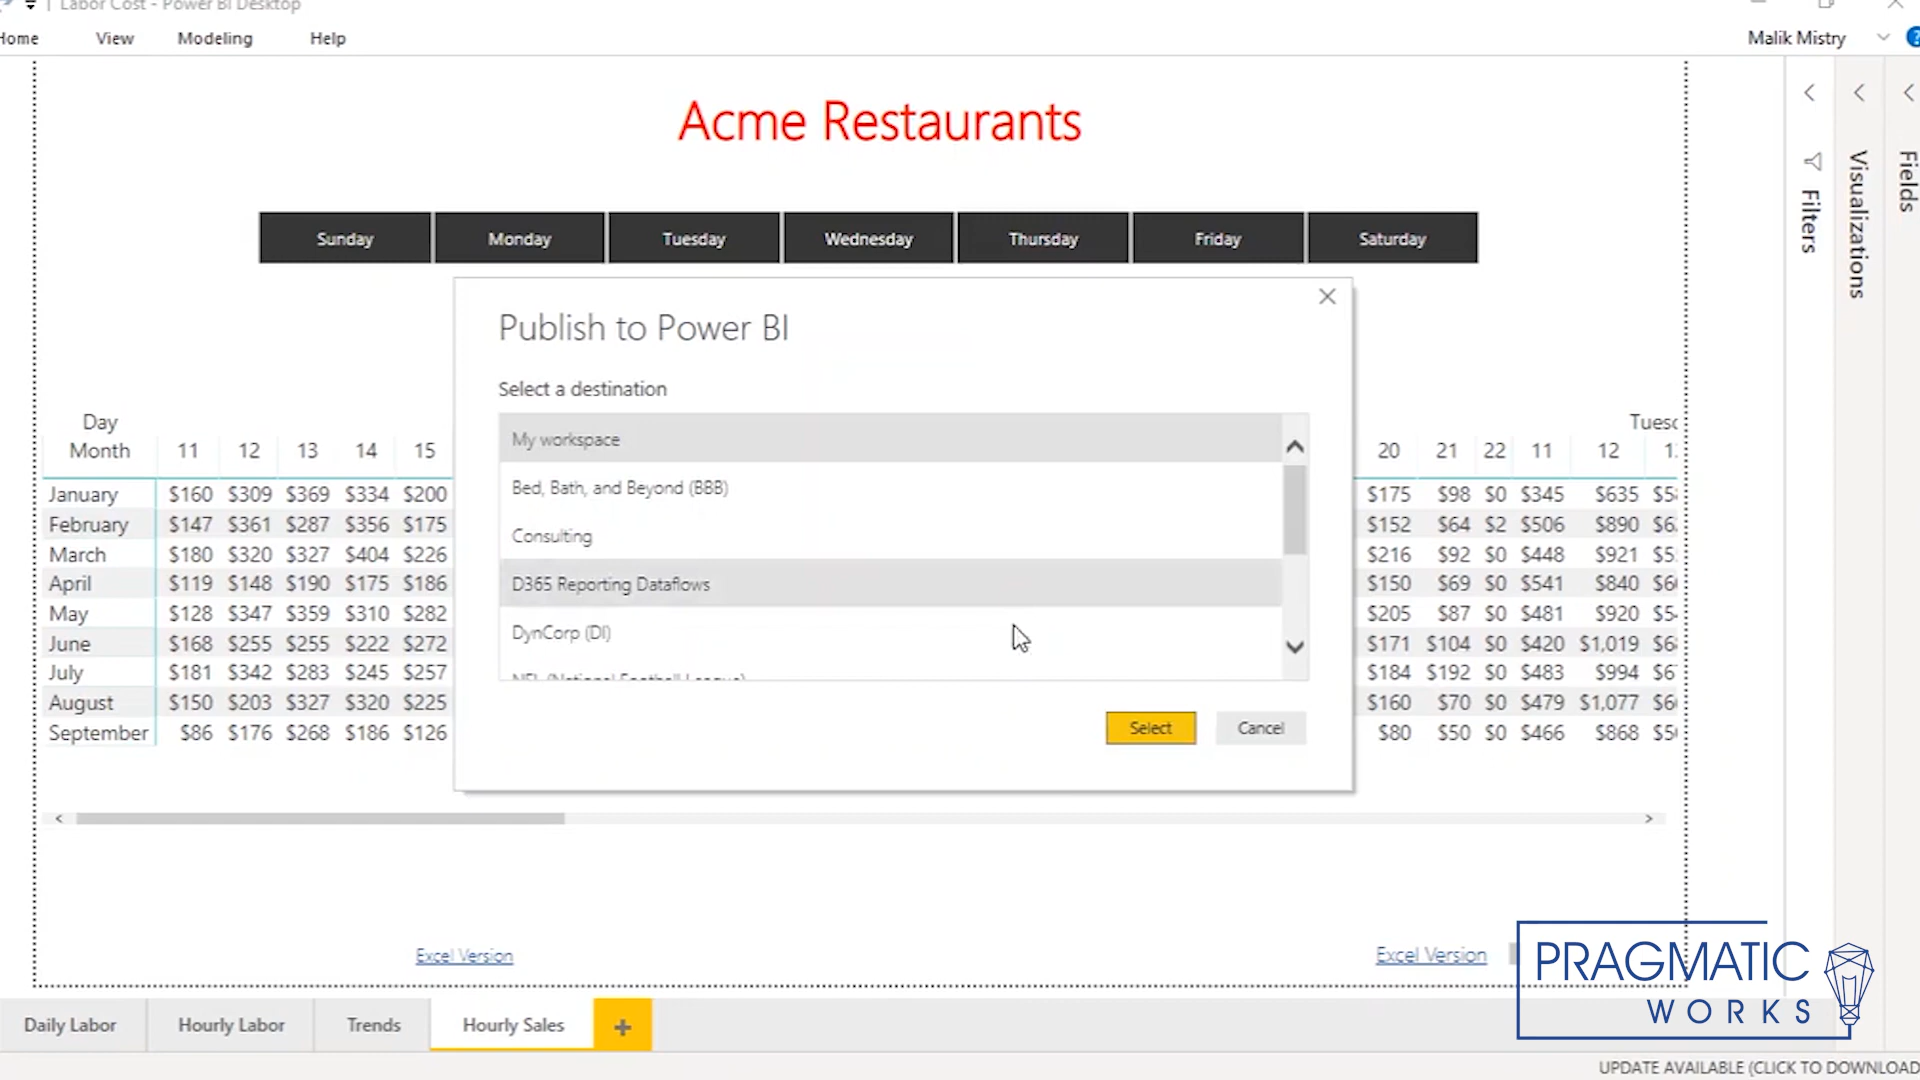 Labor Cost - Power BI Desktop
Home View Modeling Help Malik Mistry ?
Acme Restaurants
Sunday Monday Tuesday Wednesday Thursday Friday Saturday
Filters
Visualizations
Fields
Publish to Power BI
Select a destination
My workspace
Bed, Bath, and Beyond (BBB)
Consulting
D365 Reporting Dataflows
DynCorp (DI)
NFL (National Football League)
Select Cancel
Day
Month 11 12 13 14 15 20 21 22 11 12
January $160 $309 $369 $334 $200 $175 $98 $0 $345 $635
February $147 $361 $287 $356 $175 $152 $64 $2 $506 $890
March $180 $320 $327 $404 $226 $216 $92 $0 $448 $921
April $119 $148 $190 $175 $186 $150 $69 $0 $541 $840
May $128 $347 $359 $310 $282 $205 $87 $0 $481 $920
June $168 $255 $255 $222 $272 $171 $104 $0 $420 $1,019
July $181 $342 $283 $245 $257 $184 $192 $0 $483 $994
August $150 $203 $327 $320 $225 $160 $70 $0 $479 $1,077
September $86 $176 $268 $186 $126 $80 $50 $0 $466 $868
Excel Version Excel Version
PRAGMATIC
WORKS
Daily Labor Hourly Labor Trends Hourly Sales +
UPDATE AVAILABLE (CLICK TO DOWNLOAD